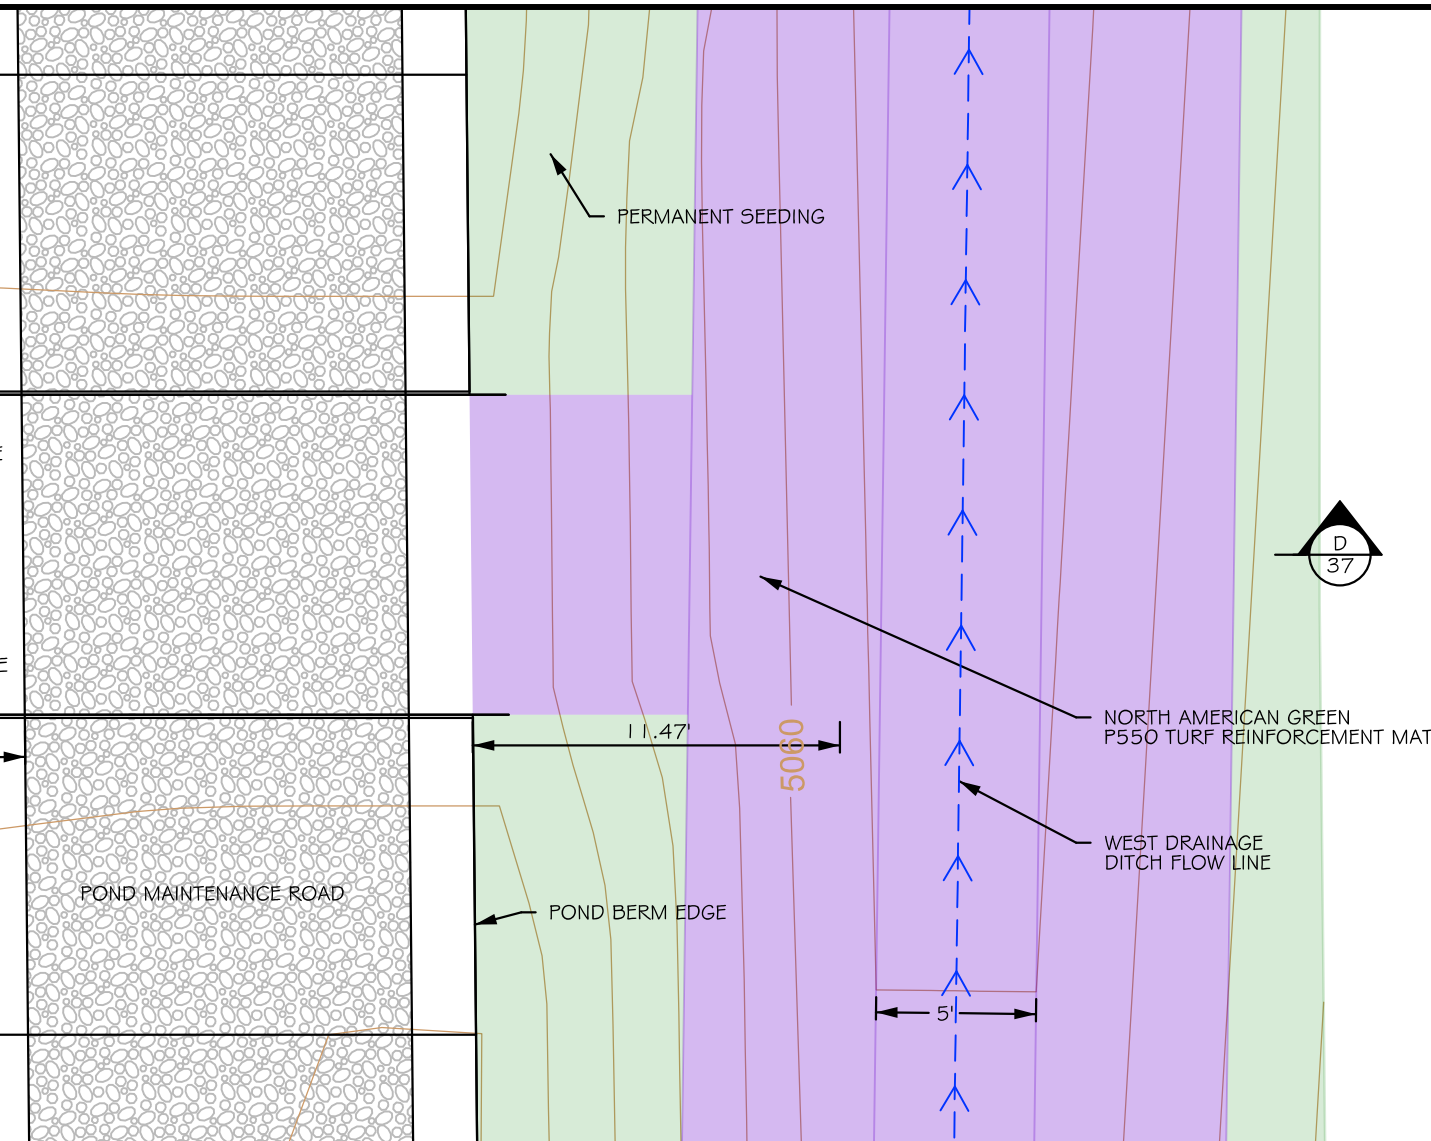 PERMANENT SEEDING
E
D
37
E
NORTH AMERICAN GREEN
P550 TURF REINFORCEMENT MAT
11.47'
5060
WEST DRAINAGE
DITCH FLOW LINE
POND MAINTENANCE ROAD
POND BERM EDGE
5'